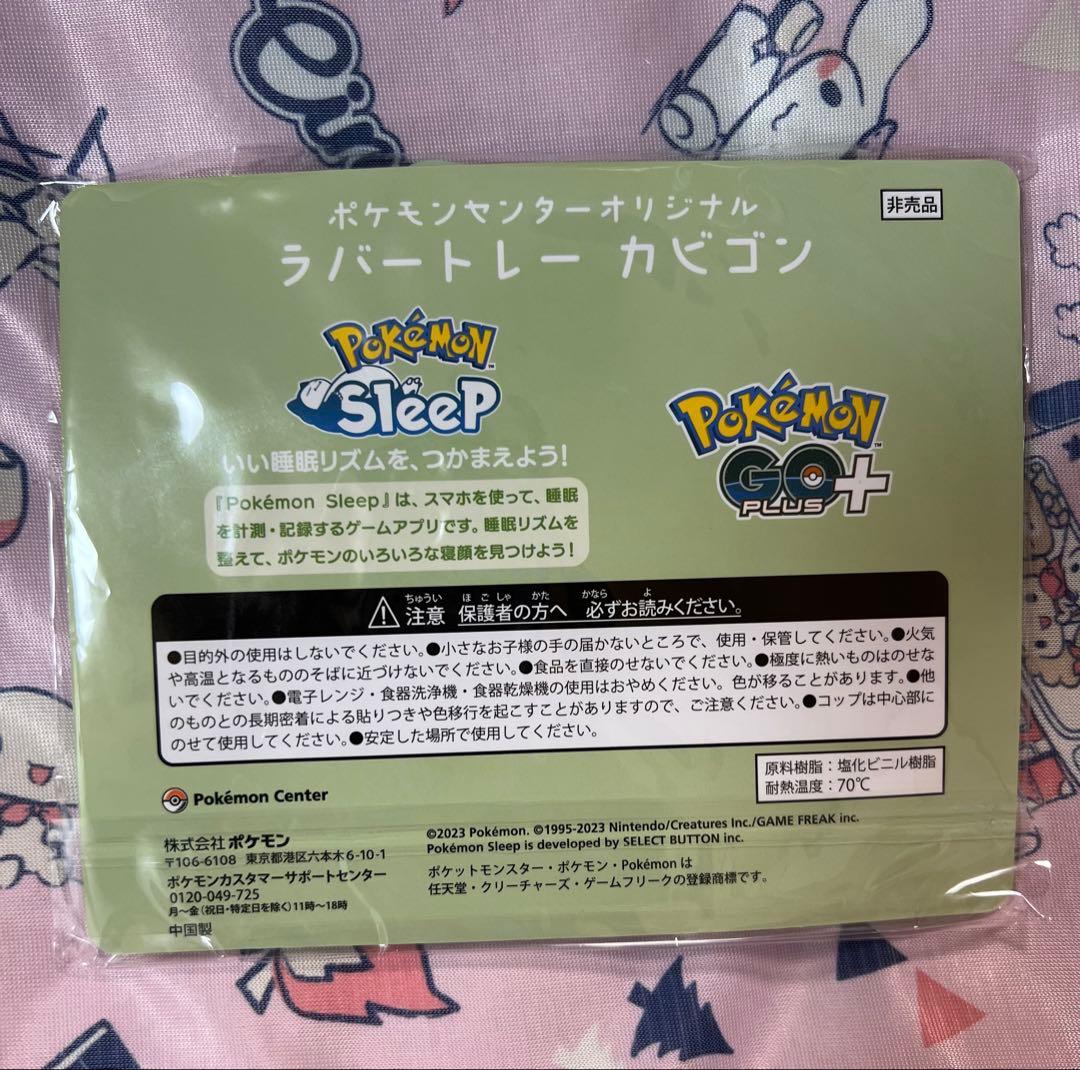 ポケモンセンターオリジナル
非売品
ラバートレー カビゴン
POKéMON
Sleep
いい睡眠リズムを、つかまえよう!
『Pokémon Sleep』は、スマホを使って、睡眠
を計測・記録するゲームアプリです。睡眠リズムを
整えて、ポケモンのいろいろな寝顔を見つけよう!
POKéMON
GO
PLUS+
ちゅうい ほごしゃ かた かなら よ
注意 保護者の方へ 必ずお読みください。
●目的外の使用はしないでください。●小さなお子様の手の届かないところで、使用・保管してください。●火気
や高温となるもののそばに近づけないでください。●食品を直接のせないでください。●極度に熱いものはのせな
いでください。●電子レンジ・食器洗浄機・食器乾燥機の使用はおやめください。色が移ることがあります。●他
のものとの長期密着による貼りつきや色移行を起こすことがありますので、ご注意ください。●コップは中心部に
のせて使用してください。●安定した場所で使用してください。
原料樹脂:塩化ビニル樹脂
耐熱温度:70℃
Pokémon Center
株式会社ポケモン
〒106-6108 東京都港区六本木6-10-1
ポケモンカスタマーサポートセンター
0120-049-725
月〜金(祝日・特定日を除く)11時〜18時
中国製
©2023 Pokémon. ©1995-2023 Nintendo/Creatures Inc./GAME FREAK inc.
Pokémon Sleep is developed by SELECT BUTTON inc.
ポケットモンスター・ポケモン・Pokémon は
任天堂・クリーチャーズ・ゲームフリークの登録商標です。